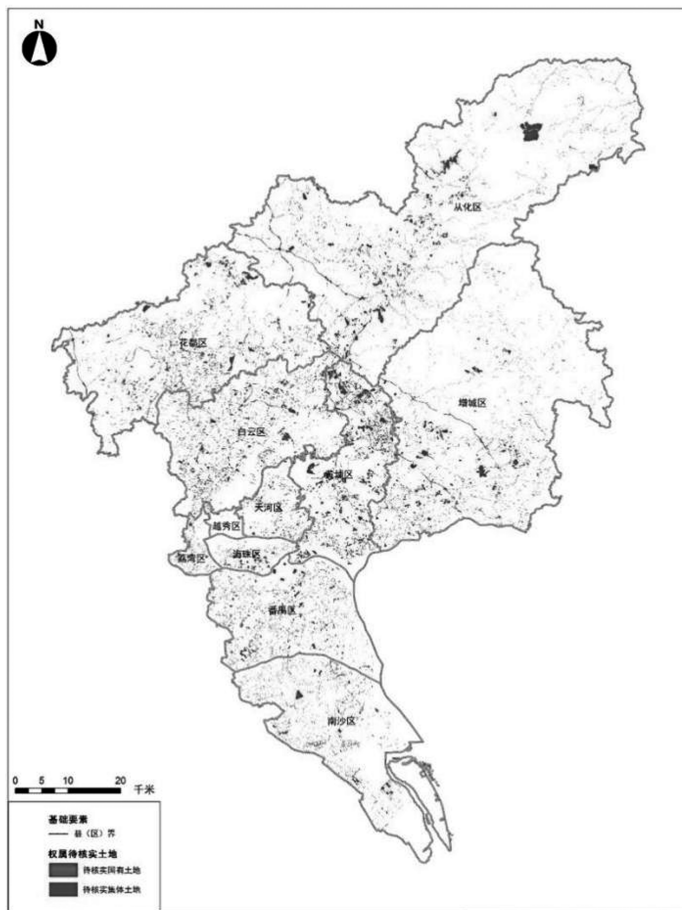 N
从化区
花都区
增城区
白云区
黄埔区
天河区
越秀区
荔湾区
海珠区
番禺区
南沙区
0 5 10 20 千米
基础要素
县（区）界
权属待核实土地
待核实国有土地
待核实集体土地